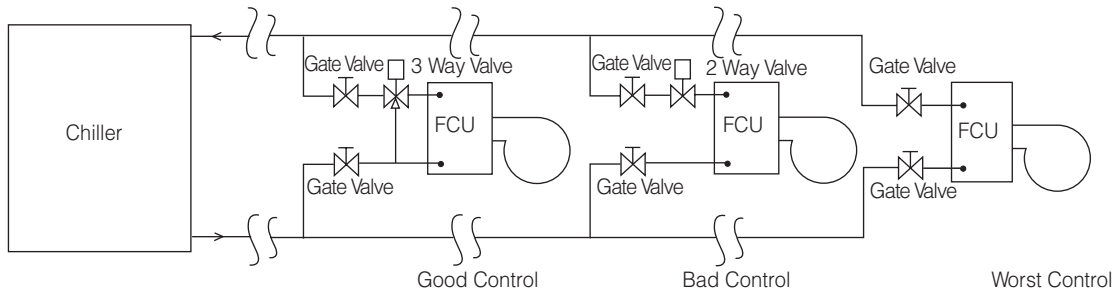 Gate Valve
3 Way Valve
Gate Valve
2 Way Valve
Gate Valve
Chiller
FCU
FCU
FCU
Gate Valve
Gate Valve
Gate Valve
Good Control
Bad Control
Worst Control